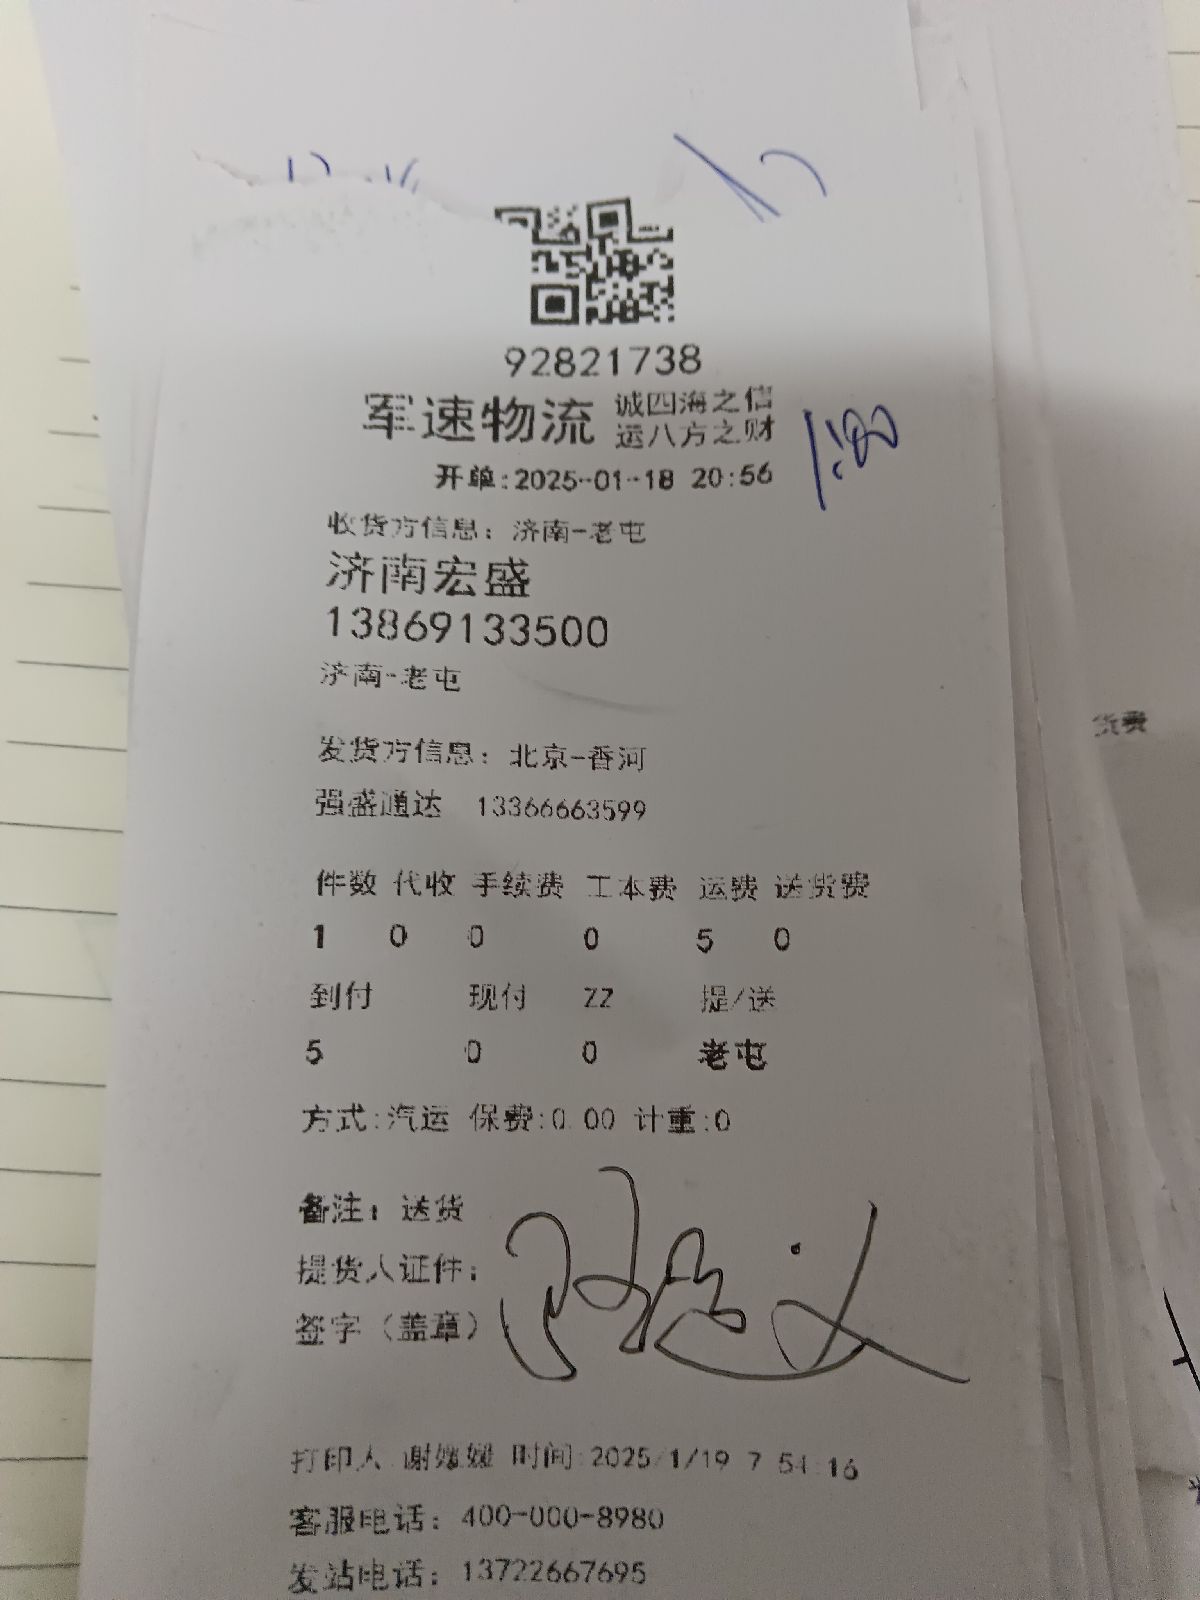 92821738
军速物流 诚四海之信
运八方之财
开单:2025-01-18 20:56
收货方信息：济南-老屯
济南宏盛
13869133500
济南-老屯
发货方信息：北京-香河
强盛通达 13366663599
件数 代收 手续费 工本费 运费 送货费
1 0 0 0 5 0
到付 现付 ZZ 提/送
5 0 0 老屯
方式:汽运 保费:0.00 计重:0
备注：送货
提货人证件：
签字（盖章）
打印人 谢媛媛 时间:2025/1/19 7 54:16
客服电话：400-000-8980
发站电话：13722667695
货费